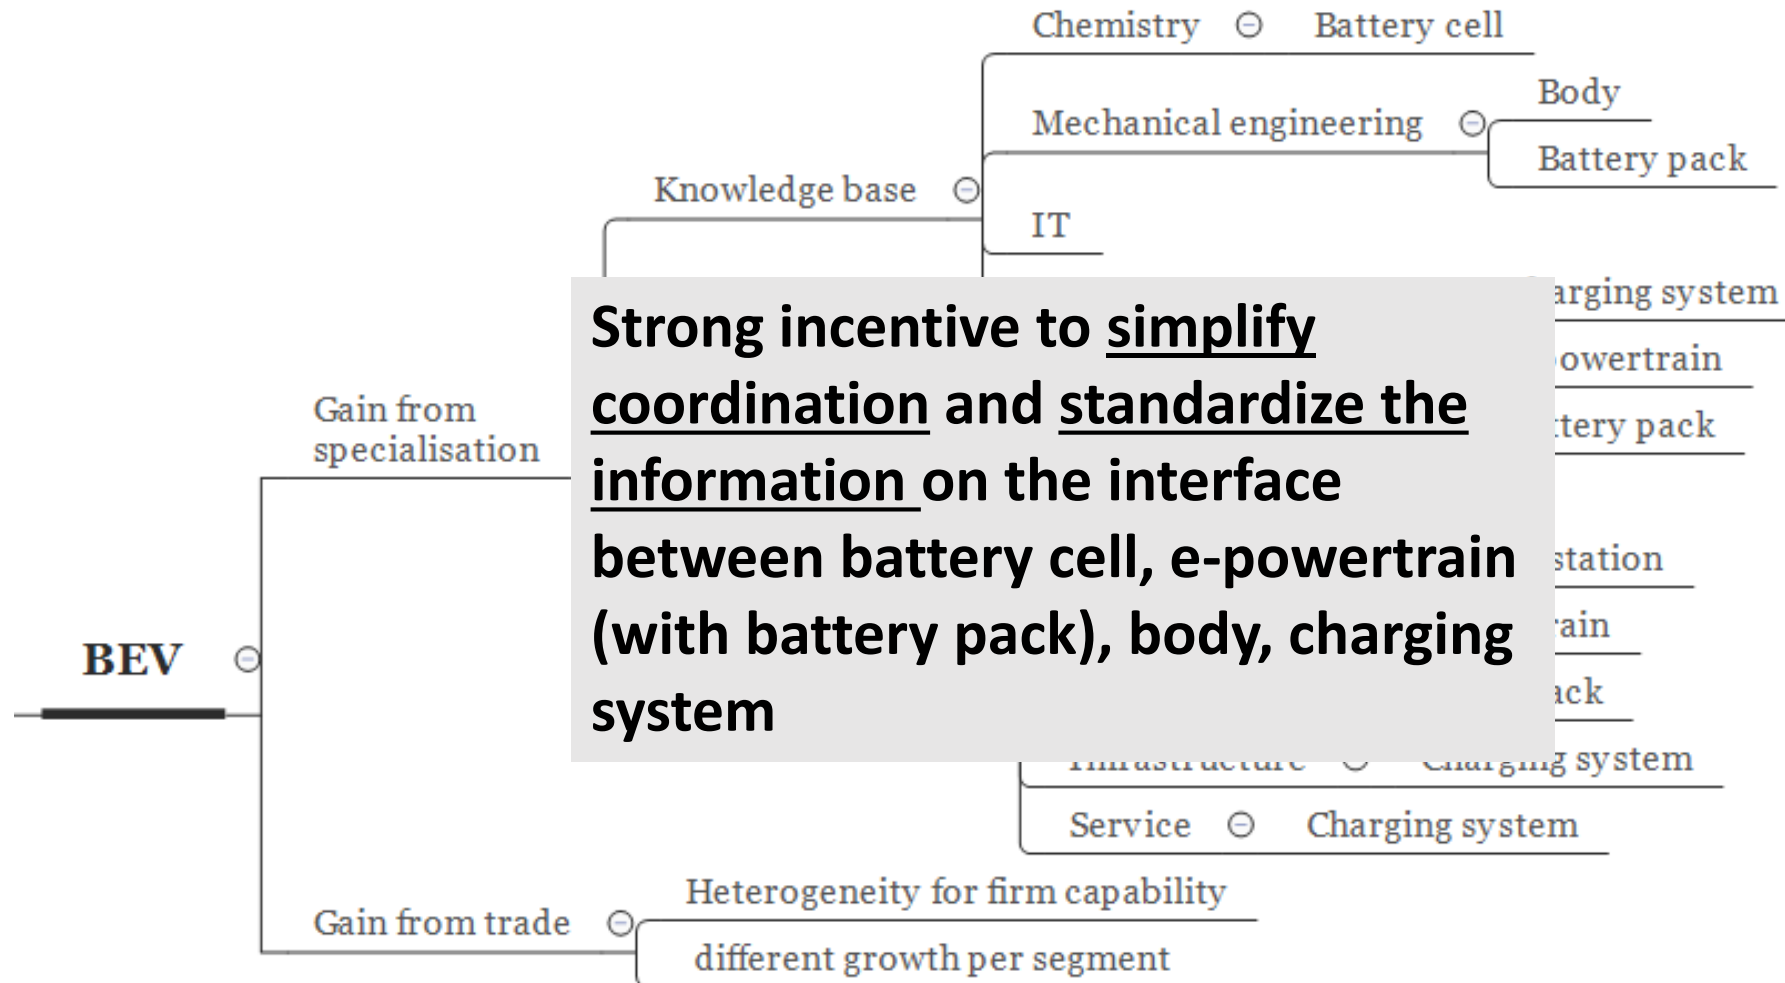 Chemistry Battery cell
Body
Mechanical engineering
Battery pack
Knowledge base
IT
arging system
Strong incentive to simplify
owertrain
coordination and standardize the
Gain from
specialisation
tery pack
information on the interface
between battery cell, e-powertrain
station
(with battery pack), body, charging
rain
BEV
system
ack
Infrastructure Charging system
Service Charging system
Heterogeneity for firm capability
Gain from trade
different growth per segment